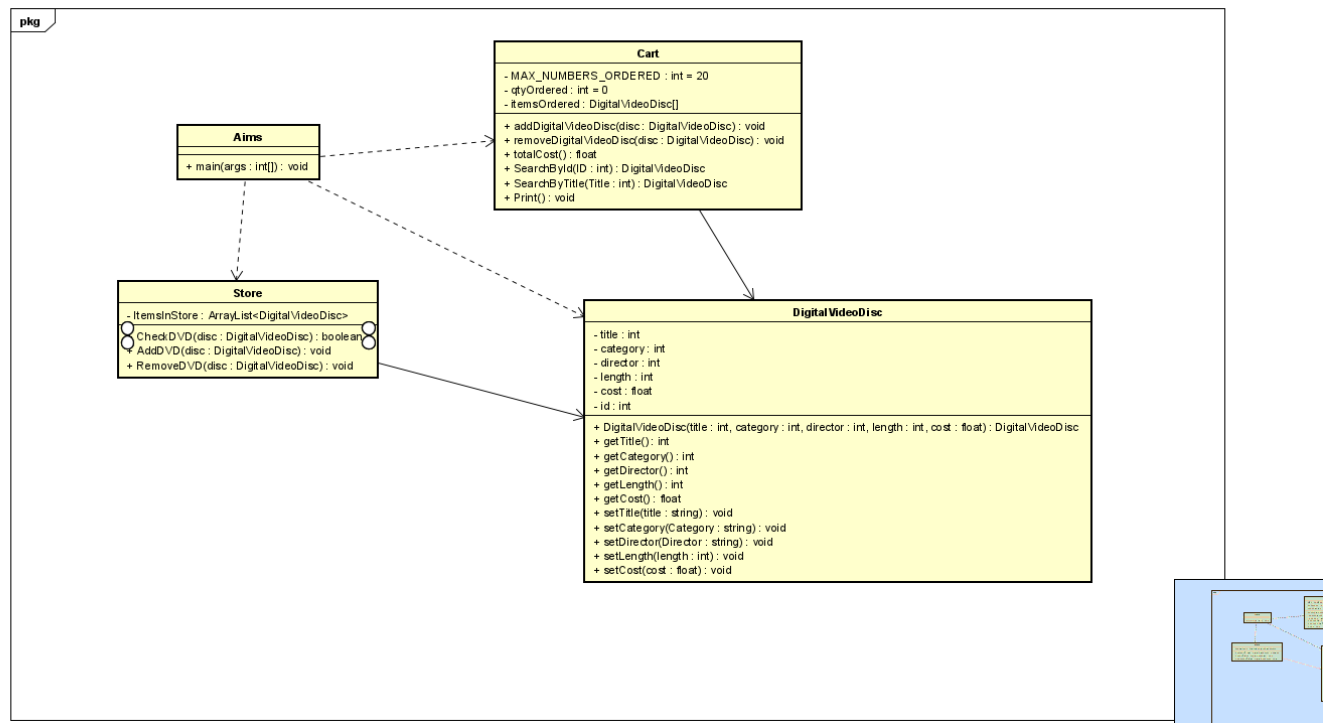 pkg
Cart
- MAX_NUMBERS_ORDERED : int = 20
- qtyOrdered : int = 0
- itemsOrdered : DigitalVideoDisc[]
+ addDigitalVideoDisc(disc : DigitalVideoDisc) : void
+ removeDigitalVideoDisc(disc : DigitalVideoDisc) : void
+ totalCost() : float
+ SearchById(ID : int) : DigitalVideoDisc
+ SearchByTitle(Title : int) : DigitalVideoDisc
+ Print() : void
Aims
+ main(args : int[]) : void
Store
- ItemsInStore : ArrayList<DigitalVideoDisc>
CheckDVD(disc : DigitalVideoDisc) : boolean
+ AddDVD(disc : DigitalVideoDisc) : void
+ RemoveDVD(disc : DigitalVideoDisc) : void
DigitalVideoDisc
- title : int
- category : int
- director : int
- length : int
- cost : float
- id : int
+ DigitalVideoDisc(title : int, category : int, director : int, length : int, cost : float) : DigitalVideoDisc
+ getTitle() : int
+ getCategory() : int
+ getDirector() : int
+ getLength() : int
+ getCost() : float
+ setTitle(title : string) : void
+ setCategory(Category : string) : void
+ setDirector(Director : string) : void
+ setLength(length : int) : void
+ setCost(cost : float) : void